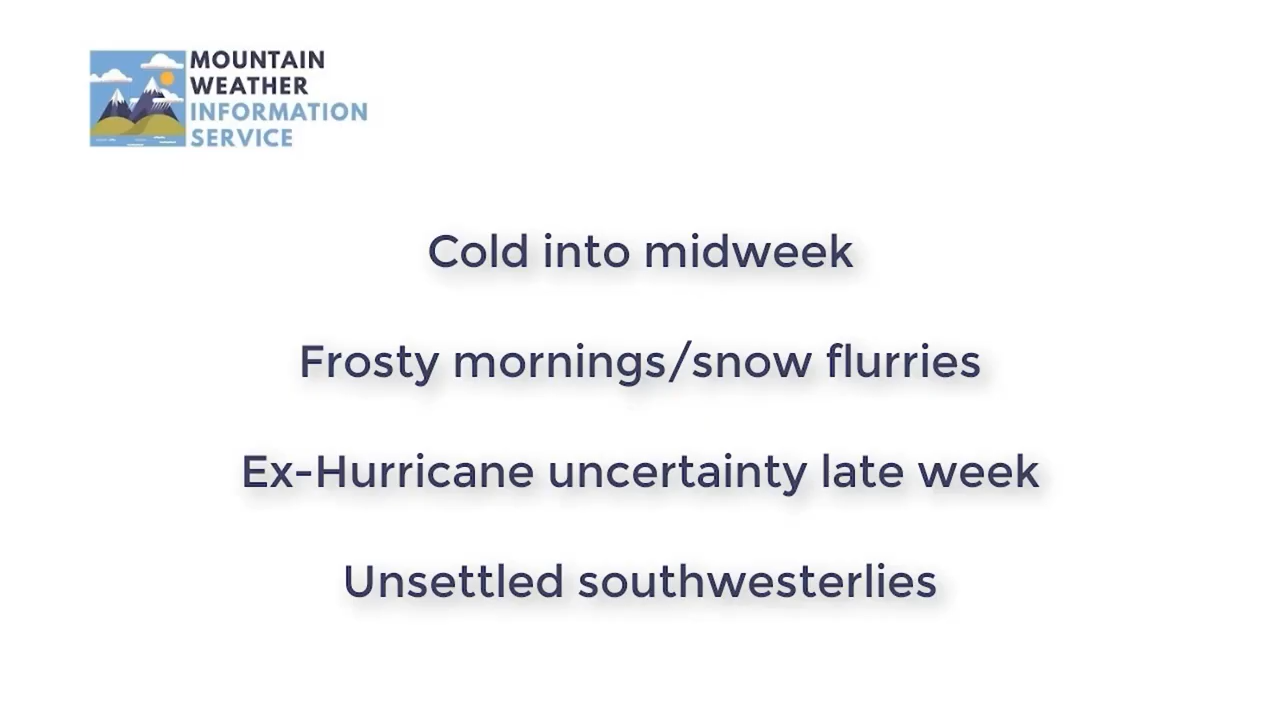 MOUNTAIN
WEATHER
INFORMATION
SERVICE
Cold into midweek
Frosty mornings/snow flurries
Ex-Hurricane uncertainty late week
Unsettled southwesterlies